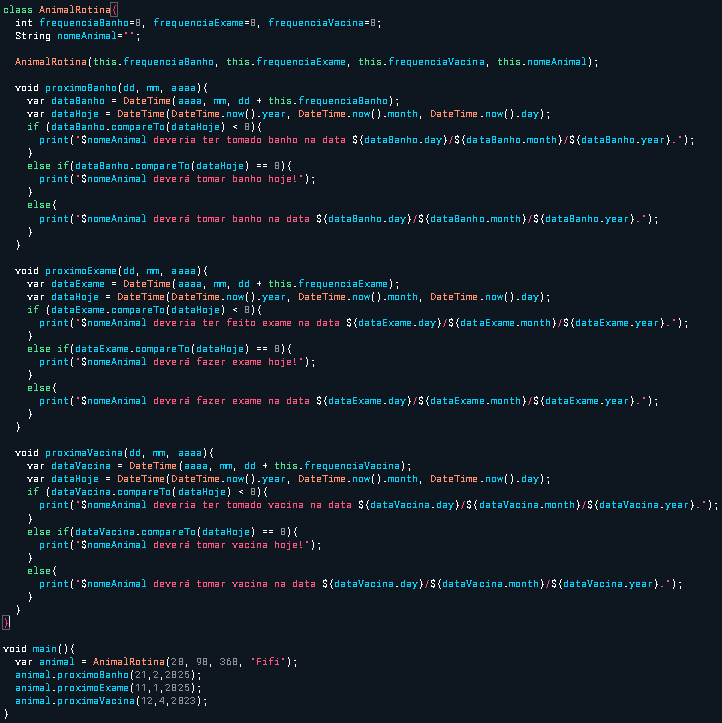 class AnimalRotina{
  int frequenciaBanho=0, frequenciaExame=0, frequenciaVacina=0;
  String nomeAnimal="";

  AnimalRotina(this.frequenciaBanho, this.frequenciaExame, this.frequenciaVacina, this.nomeAnimal);

  void proximoBanho(dd, mm, aaaa){
    var dataBanho = DateTime(aaaa, mm, dd + this.frequenciaBanho);
    var dataHoje = DateTime(DateTime.now().year, DateTime.now().month, DateTime.now().day);
    if (dataBanho.compareTo(dataHoje) < 0){
      print("$nomeAnimal deveria ter tomado banho na data ${dataBanho.day}/${dataBanho.month}/${dataBanho.year}.");
    }
    else if(dataBanho.compareTo(dataHoje) == 0){
      print("$nomeAnimal deverá tomar banho hoje!");
    }
    else{
      print("$nomeAnimal deverá tomar banho na data ${dataBanho.day}/${dataBanho.month}/${dataBanho.year}.");
    }
  }

  void proximoExame(dd, mm, aaaa){
    var dataExame = DateTime(aaaa, mm, dd + this.frequenciaExame);
    var dataHoje = DateTime(DateTime.now().year, DateTime.now().month, DateTime.now().day);
    if (dataExame.compareTo(dataHoje) < 0){
      print("$nomeAnimal deveria ter feito exame na data ${dataExame.day}/${dataExame.month}/${dataExame.year}.");
    }
    else if(dataExame.compareTo(dataHoje) == 0){
      print("$nomeAnimal deverá fazer exame hoje!");
    }
    else{
      print("$nomeAnimal deverá fazer exame na data ${dataExame.day}/${dataExame.month}/${dataExame.year}.");
    }
  }

  void proximaVacina(dd, mm, aaaa){
    var dataVacina = DateTime(aaaa, mm, dd + this.frequenciaVacina);
    var dataHoje = DateTime(DateTime.now().year, DateTime.now().month, DateTime.now().day);
    if (dataVacina.compareTo(dataHoje) < 0){
      print("$nomeAnimal deveria ter tomado vacina na data ${dataVacina.day}/${dataVacina.month}/${dataVacina.year}.");
    }
    else if(dataVacina.compareTo(dataHoje) == 0){
      print("$nomeAnimal deverá tomar vacina hoje!");
    }
    else{
      print("$nomeAnimal deverá tomar vacina na data ${dataVacina.day}/${dataVacina.month}/${dataVacina.year}.");
    }
  }
}

void main(){
  var animal = AnimalRotina(20, 90, 360, "Fifi");
  animal.proximoBanho(21,2,2025);
  animal.proximoExame(11,1,2025);
  animal.proximaVacina(12,4,2023);
}